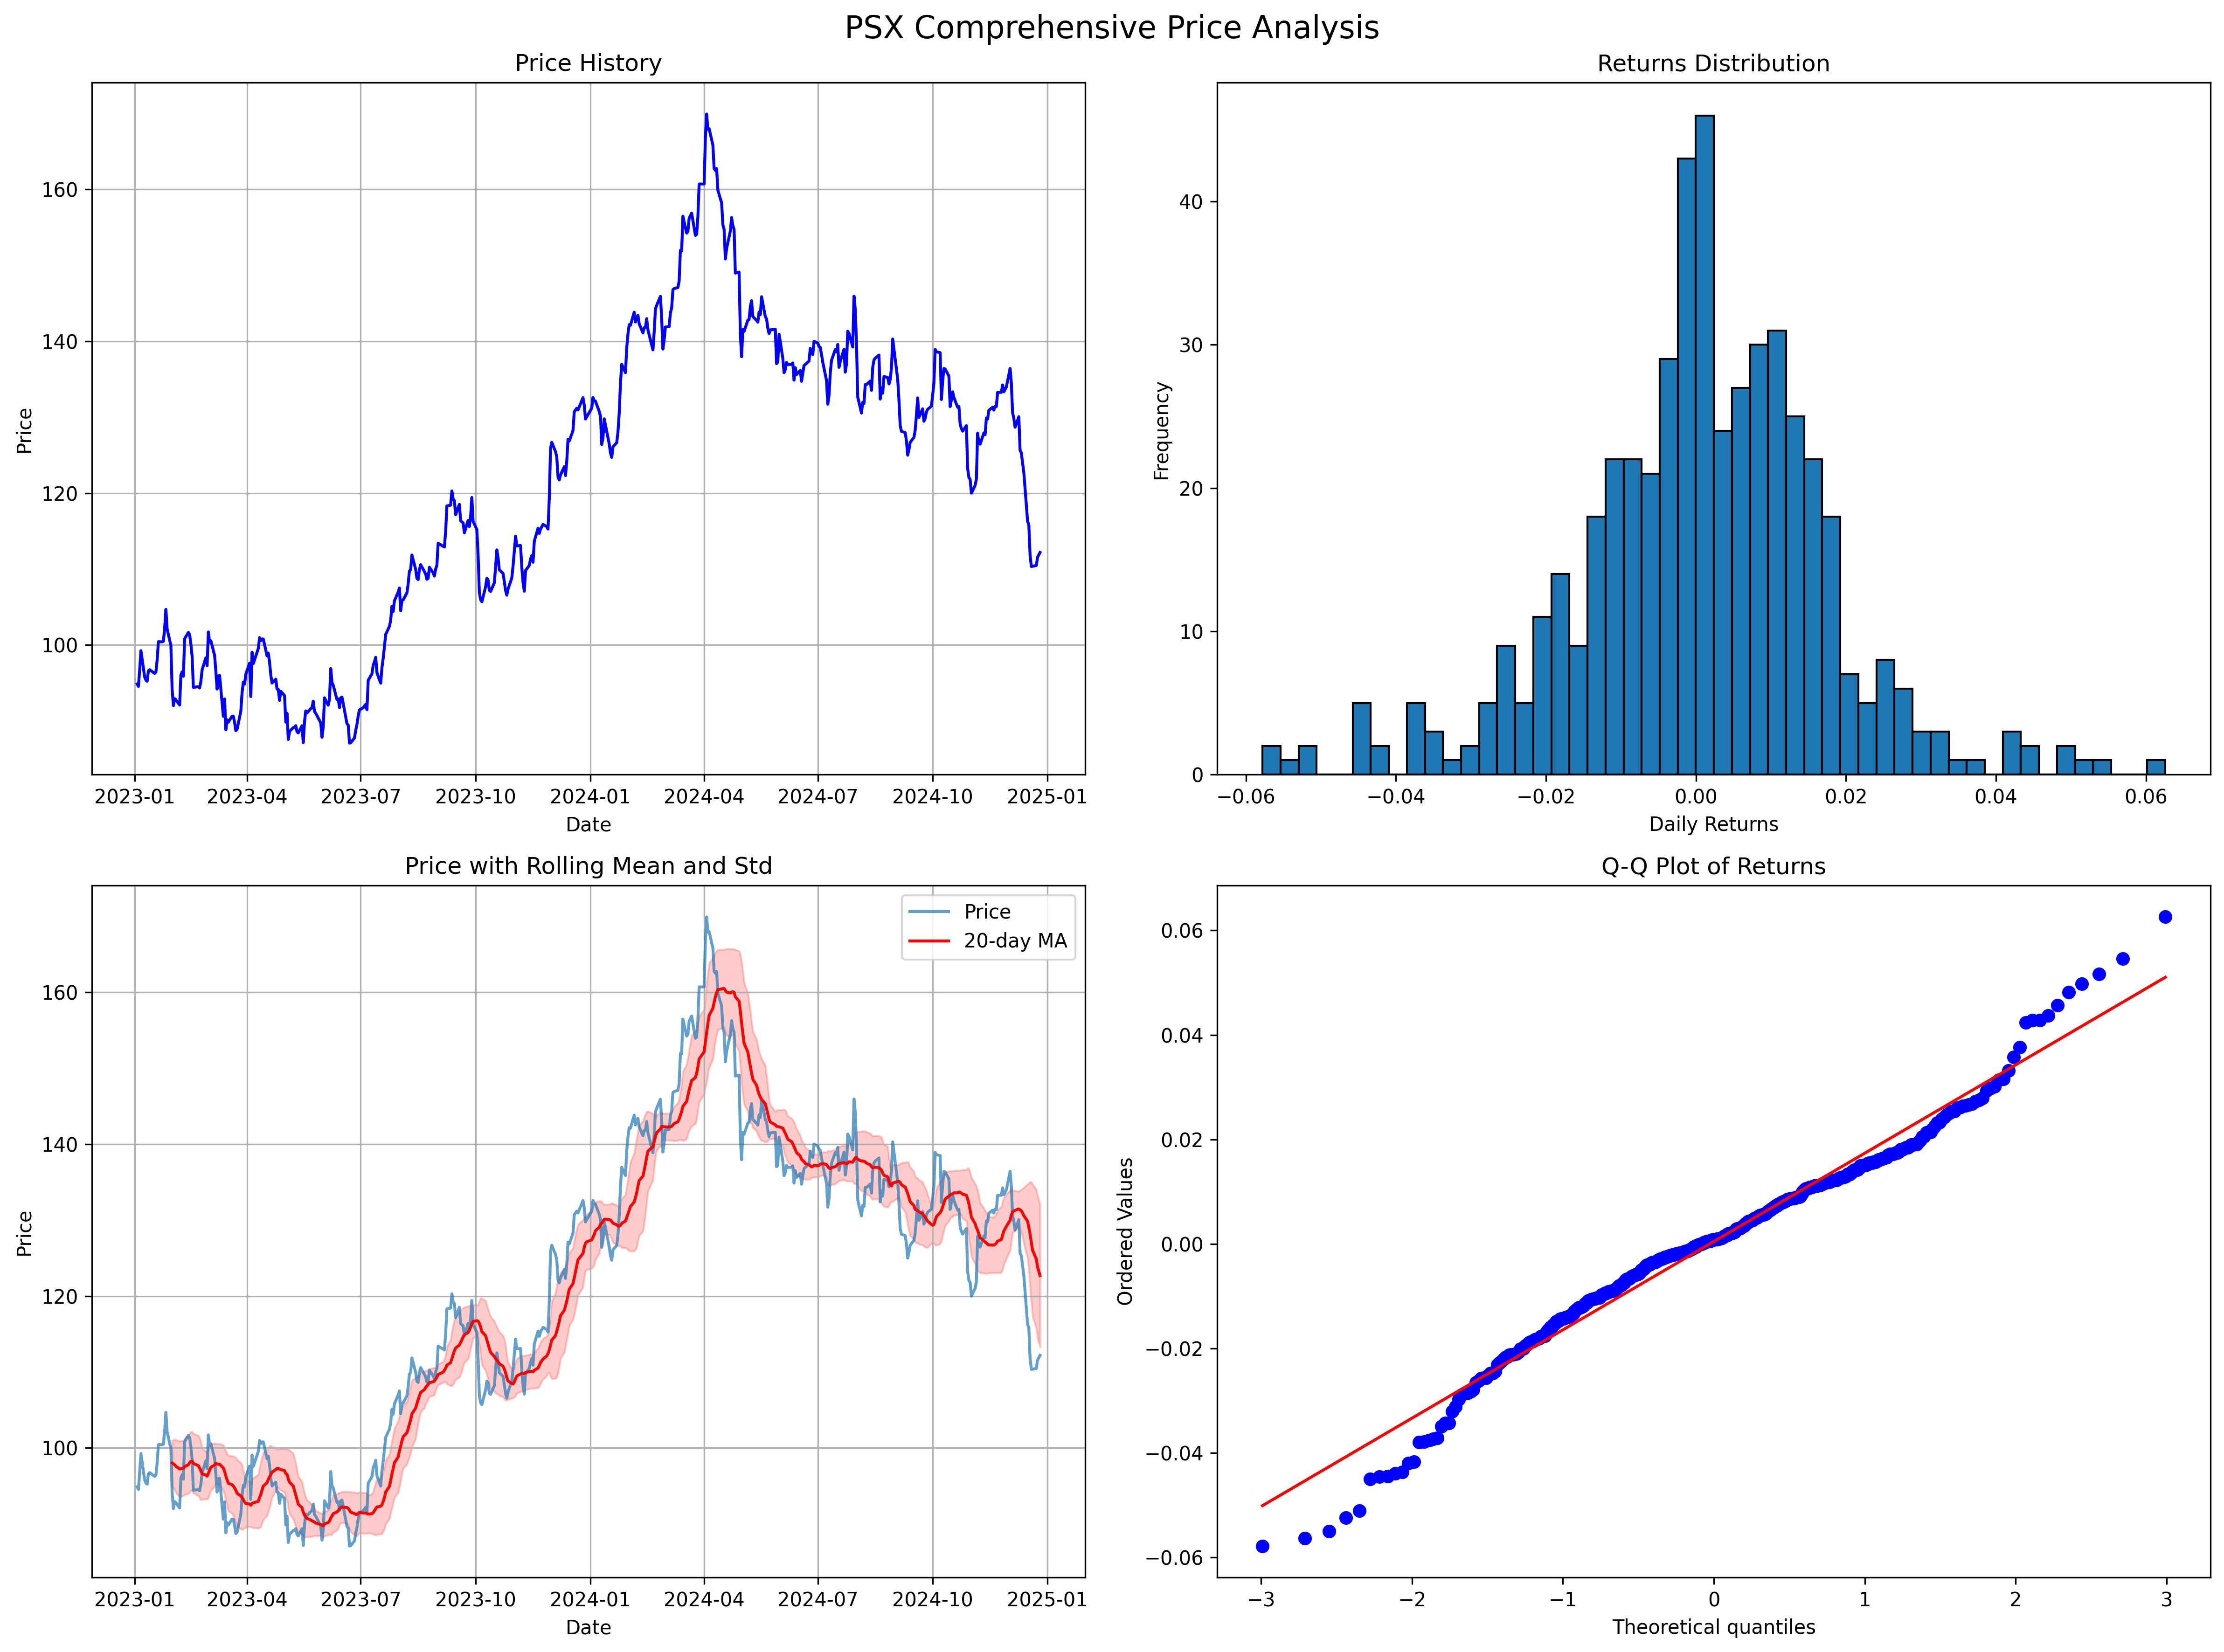 PSX Comprehensive Price Analysis
Price History
Price
160
140
120
100
2023-01 2023-04 2023-07 2023-10 2024-01 2024-04 2024-07 2024-10 2025-01
Date
Returns Distribution
Frequency
40
30
20
10
0
−0.06 −0.04 −0.02 0.00 0.02 0.04 0.06
Daily Returns
Price with Rolling Mean and Std
Price
20-day MA
Price
160
140
120
100
2023-01 2023-04 2023-07 2023-10 2024-01 2024-04 2024-07 2024-10 2025-01
Date
Q-Q Plot of Returns
Ordered Values
0.06
0.04
0.02
0.00
−0.02
−0.04
−0.06
−3 −2 −1 0 1 2 3
Theoretical quantiles